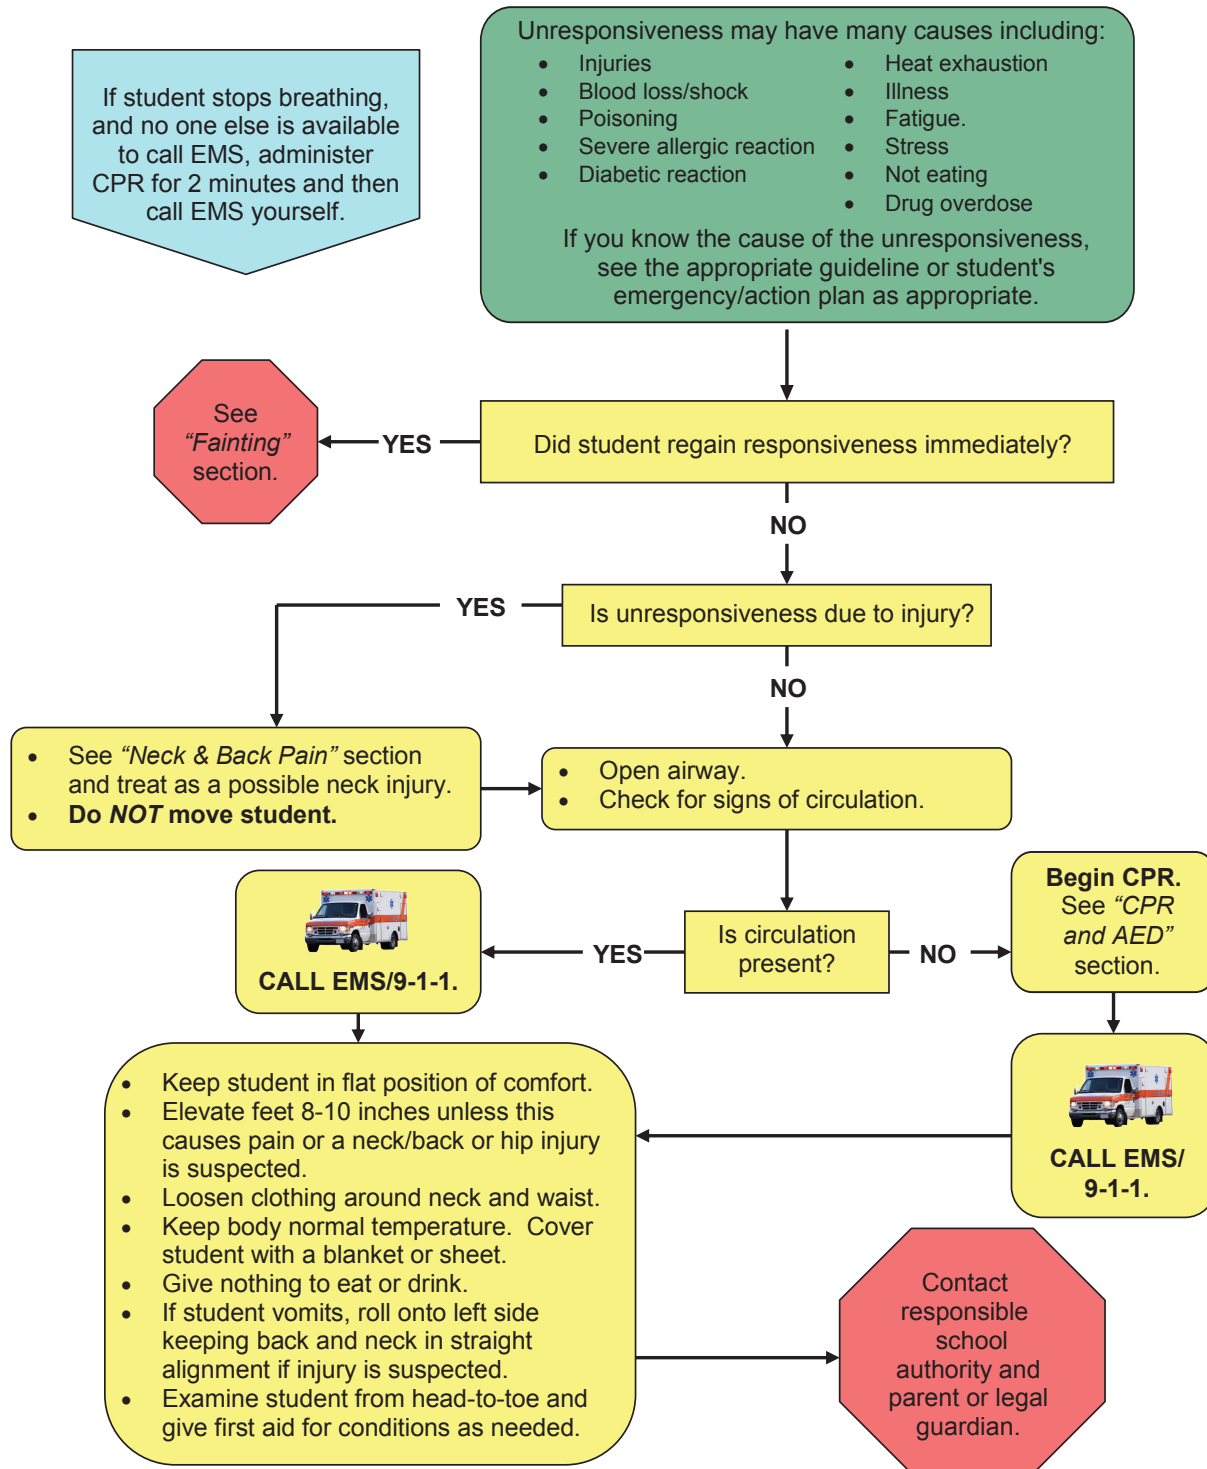 If student stops breathing,
and no one else is available
to call EMS, administer
CPR for 2 minutes and then
call EMS yourself.
Unresponsiveness may have many causes including:
• Injuries
• Blood loss/shock
• Poisoning
• Severe allergic reaction
• Diabetic reaction
• Heat exhaustion
• Illness
• Fatigue.
• Stress
• Not eating
• Drug overdose
If you know the cause of the unresponsiveness,
see the appropriate guideline or student's
emergency/action plan as appropriate.
Did student regain responsiveness immediately?
YES
See
“Fainting”
section.
NO
Is unresponsiveness due to injury?
YES
NO
• See “Neck & Back Pain” section
and treat as a possible neck injury.
• Do NOT move student.
• Open airway.
• Check for signs of circulation.
Is circulation
present?
YES
NO
CALL EMS/9-1-1.
Begin CPR.
See “CPR
and AED”
section.
CALL EMS/
9-1-1.
• Keep student in flat position of comfort.
• Elevate feet 8-10 inches unless this
causes pain or a neck/back or hip injury
is suspected.
• Loosen clothing around neck and waist.
• Keep body normal temperature.  Cover
student with a blanket or sheet.
• Give nothing to eat or drink.
• If student vomits, roll onto left side
keeping back and neck in straight
alignment if injury is suspected.
• Examine student from head-to-toe and
give first aid for conditions as needed.
Contact
responsible
school
authority and
parent or legal
guardian.